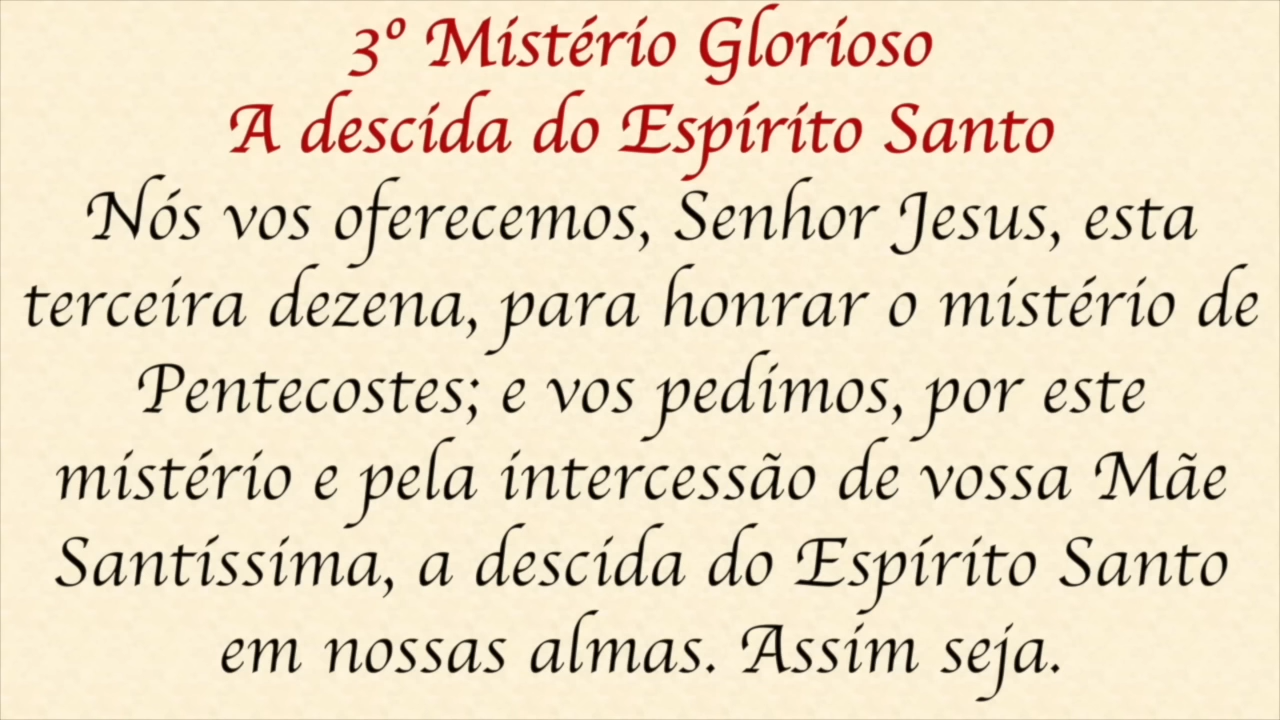 3º Mistério Glorioso
A descida do Espírito Santo
Nós vos oferecemos, Senhor Jesus, esta
terceira dezena, para honrar o mistério de
Pentecostes; e vos pedimos, por este
mistério e pela intercessão de vossa Mãe
Santíssima, a descida do Espírito Santo
em nossas almas. Assim seja.